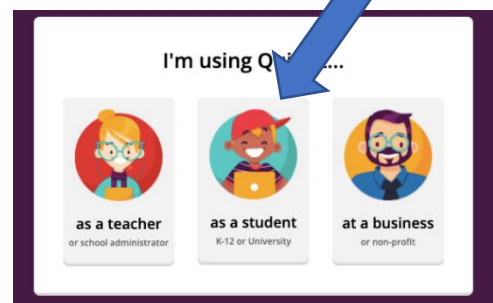 I'm using Q...
as a teacher
or school administrator
as a student
K-12 or University
at a business
or non-profit